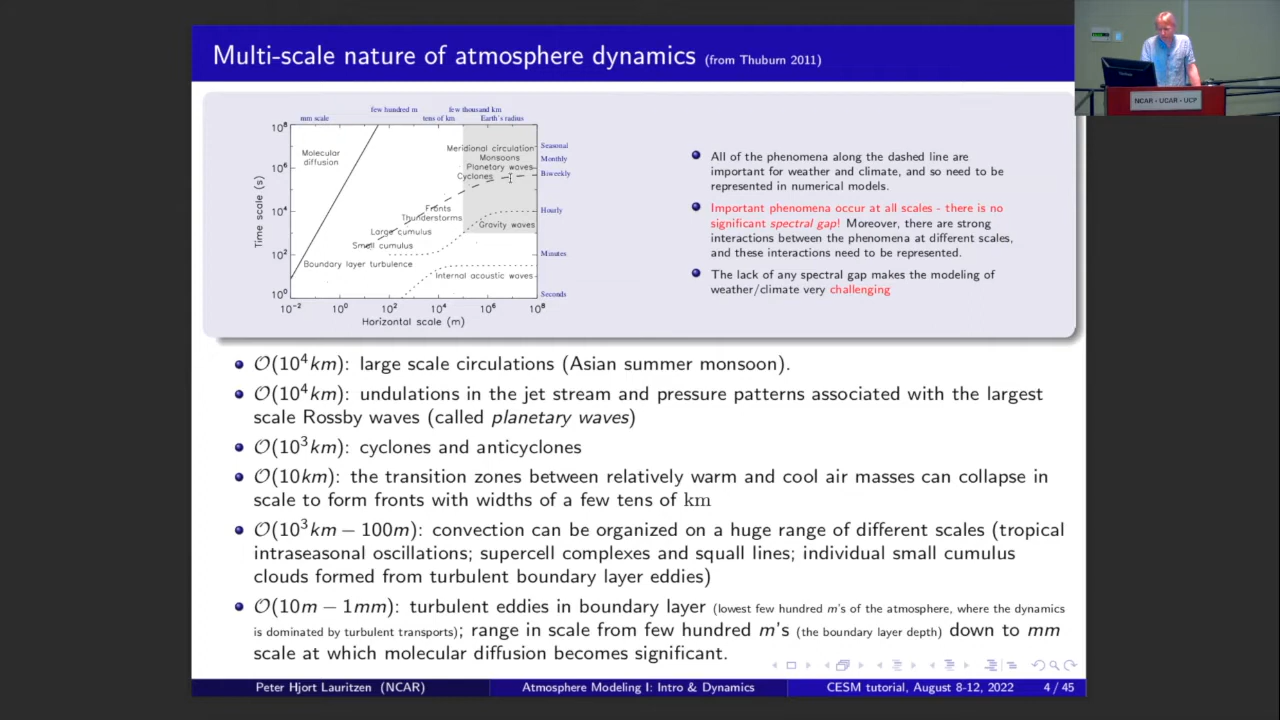 Multi-scale nature of atmosphere dynamics (from Thuburn 2011)
few hundred m few thousand km
mm scale tens of km Earth's radius
10⁸
10⁶
10⁴
10²
10⁰
Time scale (s)
Molecular
diffusion
Meridional circulation
Monsoons
Planetary waves
Cyclones
Fronts
Thunderstorms
Large cumulus
Small cumulus
Gravity waves
Boundary layer turbulence
Internal acoustic waves
Seasonal
Monthly
Biweekly
Hourly
Minutes
Seconds
10⁻² 10⁰ 10² 10⁴ 10⁶ 10⁸
Horizontal scale (m)
All of the phenomena along the dashed line are
important for weather and climate, and so need to be
represented in numerical models.
Important phenomena occur at all scales - there is no
significant spectral gap! Moreover, there are strong
interactions between the phenomena at different scales,
and these interactions need to be represented.
The lack of any spectral gap makes the modeling of
weather/climate very challenging
O(10⁴km): large scale circulations (Asian summer monsoon).
O(10⁴km): undulations in the jet stream and pressure patterns associated with the largest
scale Rossby waves (called planetary waves)
O(10³km): cyclones and anticyclones
O(10km): the transition zones between relatively warm and cool air masses can collapse in
scale to form fronts with widths of a few tens of km
O(10³km − 100m): convection can be organized on a huge range of different scales (tropical
intraseasonal oscillations; supercell complexes and squall lines; individual small cumulus
clouds formed from turbulent boundary layer eddies)
O(10m − 1mm): turbulent eddies in boundary layer (lowest few hundred m's of the atmosphere, where the dynamics
is dominated by turbulent transports); range in scale from few hundred m's (the boundary layer depth) down to mm
scale at which molecular diffusion becomes significant.
Peter Hjort Lauritzen (NCAR) Atmosphere Modeling I: Intro & Dynamics CESM tutorial, August 8-12, 2022 4 / 45
NCAR • UCAR • UCP